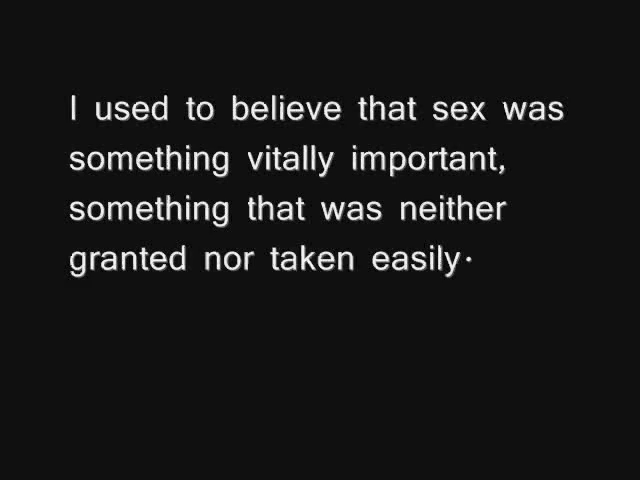 I used to believe that sex was
something vitally important,
something that was neither
granted nor taken easily·